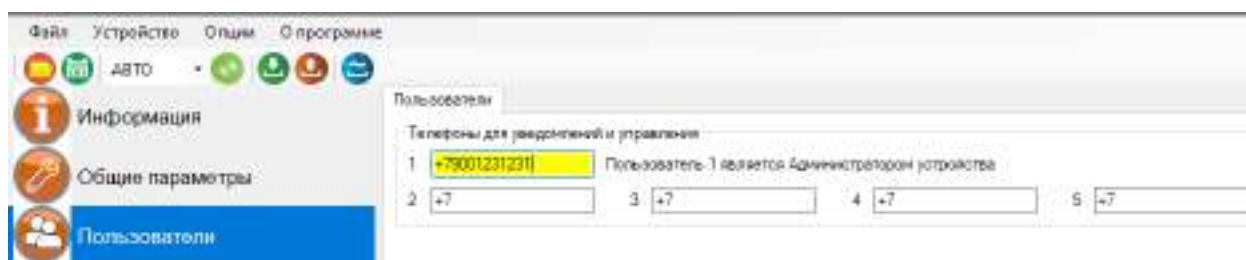 Файл Устройство Опции О программе
АВТО
Информация
Общие параметры
Пользователи
Пользователи
Телефоны для уведомлений и управления
1 +79001231231 Пользователь 1 является Администратором устройства
2 +7 3 +7 4 +7 5 +7